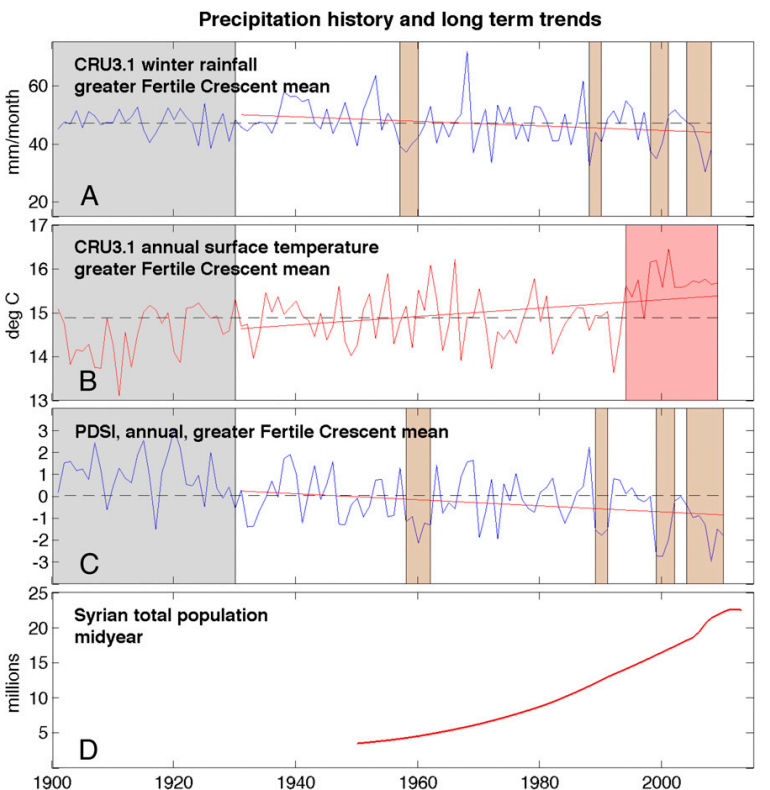 Precipitation history and long term trends
CRU3.1 winter rainfall
greater Fertile Crescent mean
60
40
20
mm/month
A
17
CRU3.1 annual surface temperature
greater Fertile Crescent mean
16
15
14
13
deg C
B
PDSI, annual, greater Fertile Crescent mean
3
2
1
0
-1
-2
-3
C
25
Syrian total population
midyear
20
15
10
5
millions
D
1900 1920 1940 1960 1980 2000